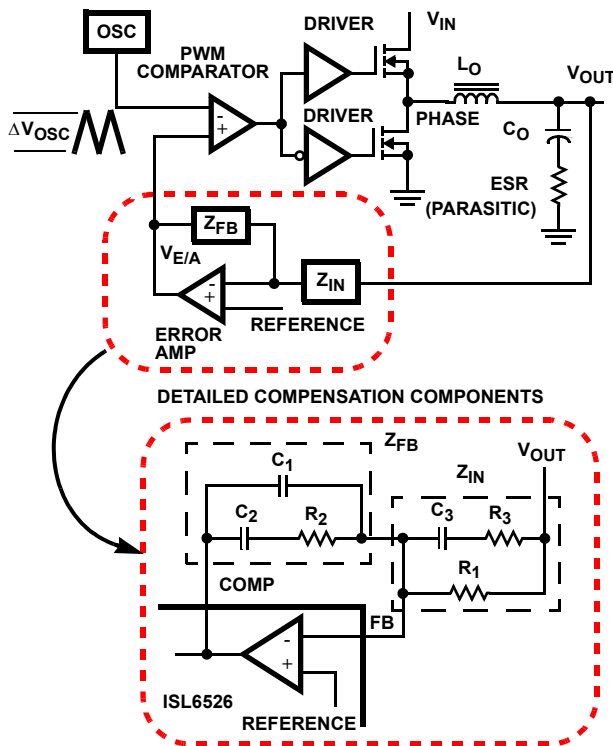 OSC
PWM
COMPARATOR
DRIVER
DRIVER
V_IN
L_O
V_OUT
PHASE
C_O
ESR
(PARASITIC)
ΔV_OSC
-
+
Z_FB
V_E/A
-
+
Z_IN
REFERENCE
ERROR
AMP
DETAILED COMPENSATION COMPONENTS
Z_FB
V_OUT
C_1
Z_IN
C_2
R_2
C_3
R_3
R_1
COMP
FB
-
+
ISL6526
REFERENCE